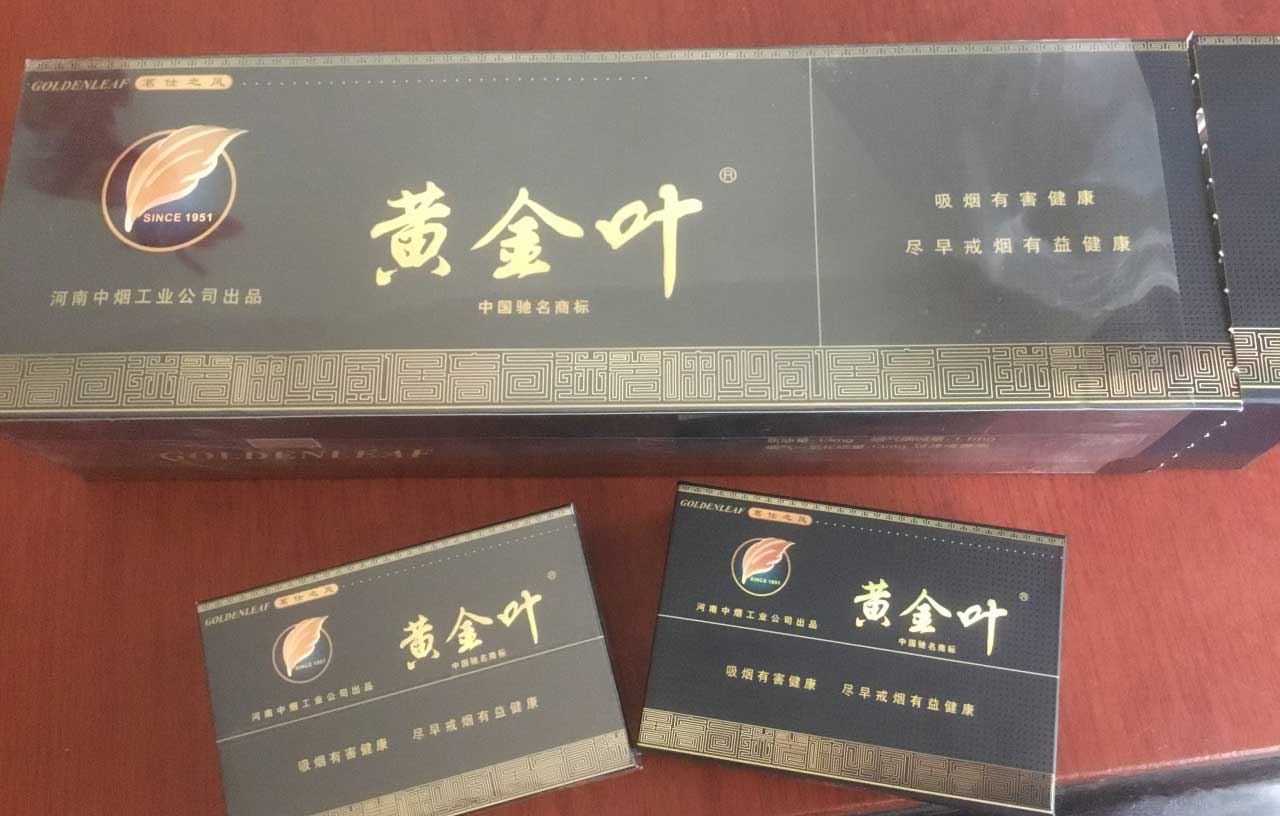 GOLDENLEAF 茗仕之风
SINCE 1951
河南中烟工业公司出品
黄金叶®
中国驰名商标
吸烟有害健康
尽早戒烟有益健康
GOLDENLEAF
GOLDENLEAF 茗仕之风
SINCE 1951
河南中烟工业公司出品
黄金叶®
中国驰名商标
吸烟有害健康 尽早戒烟有益健康
GOLDENLEAF 茗仕之风
SINCE 1951
河南中烟工业公司出品
黄金叶®
中国驰名商标
吸烟有害健康 尽早戒烟有益健康